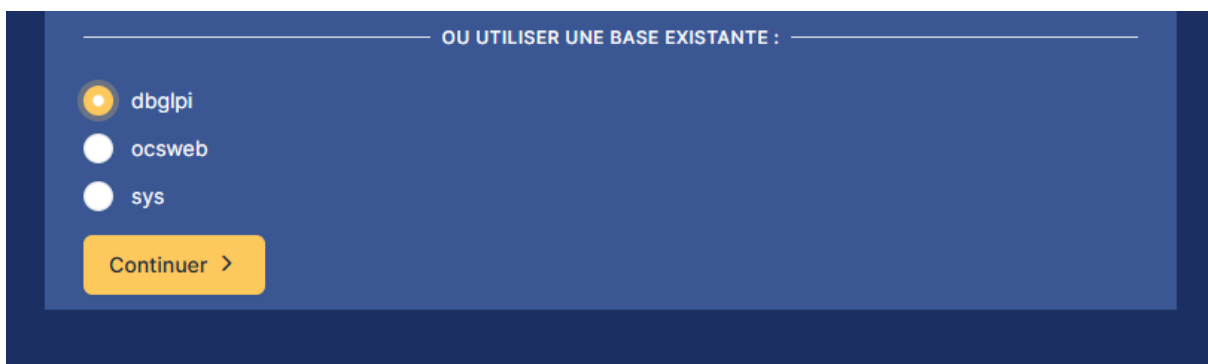 OU UTILISER UNE BASE EXISTANTE :
dbglpi
ocsweb
sys
Continuer